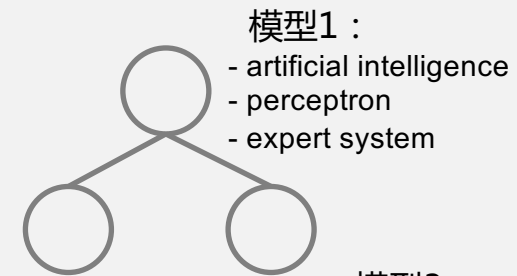 模型1：
- artificial intelligence
- perceptron
- expert system